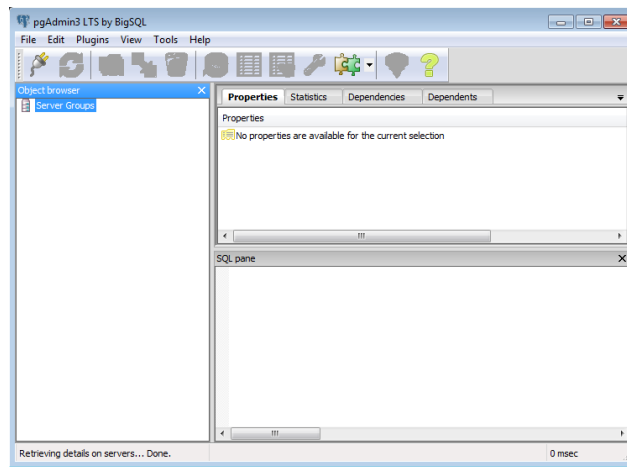 pgAdmin3 LTS by BigSQL
File Edit Plugins View Tools Help
Object browser
Server Groups
Properties Statistics Dependencies Dependents
Properties
No properties are available for the current selection
SQL pane
Retrieving details on servers... Done.
0 msec